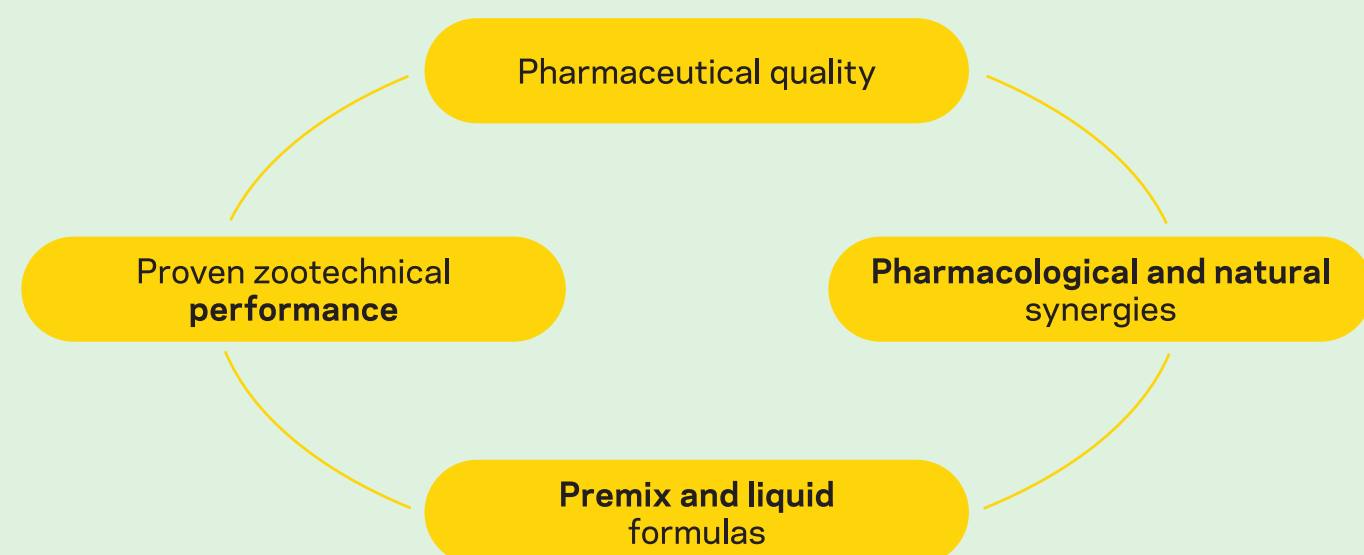 Pharmaceutical quality
Proven zootechnical
performance
Pharmacological and natural
synergies
Premix and liquid
formulas